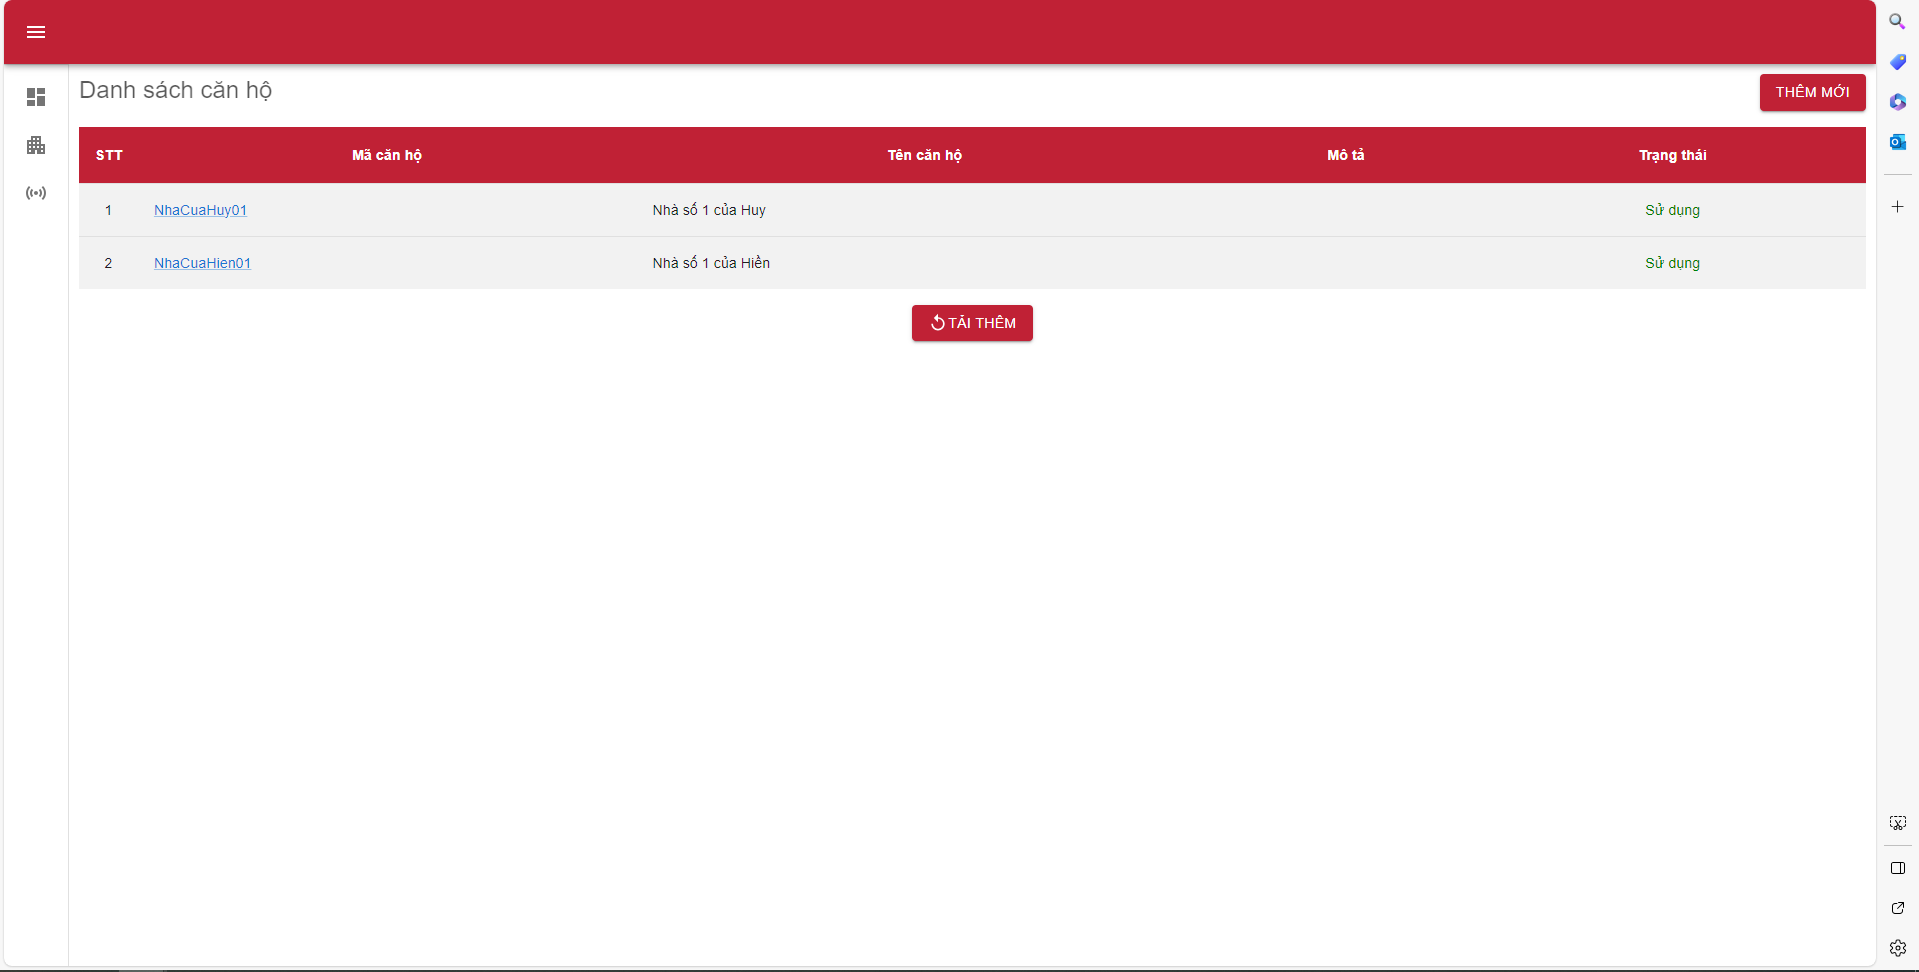 Danh sách căn hộ
THÊM MỚI
STT Mã căn hộ Tên căn hộ Mô tả Trạng thái
1 NhaCuaHuy01 Nhà số 1 của Huy Sử dụng
2 NhaCuaHien01 Nhà số 1 của Hiền Sử dụng
TẢI THÊM